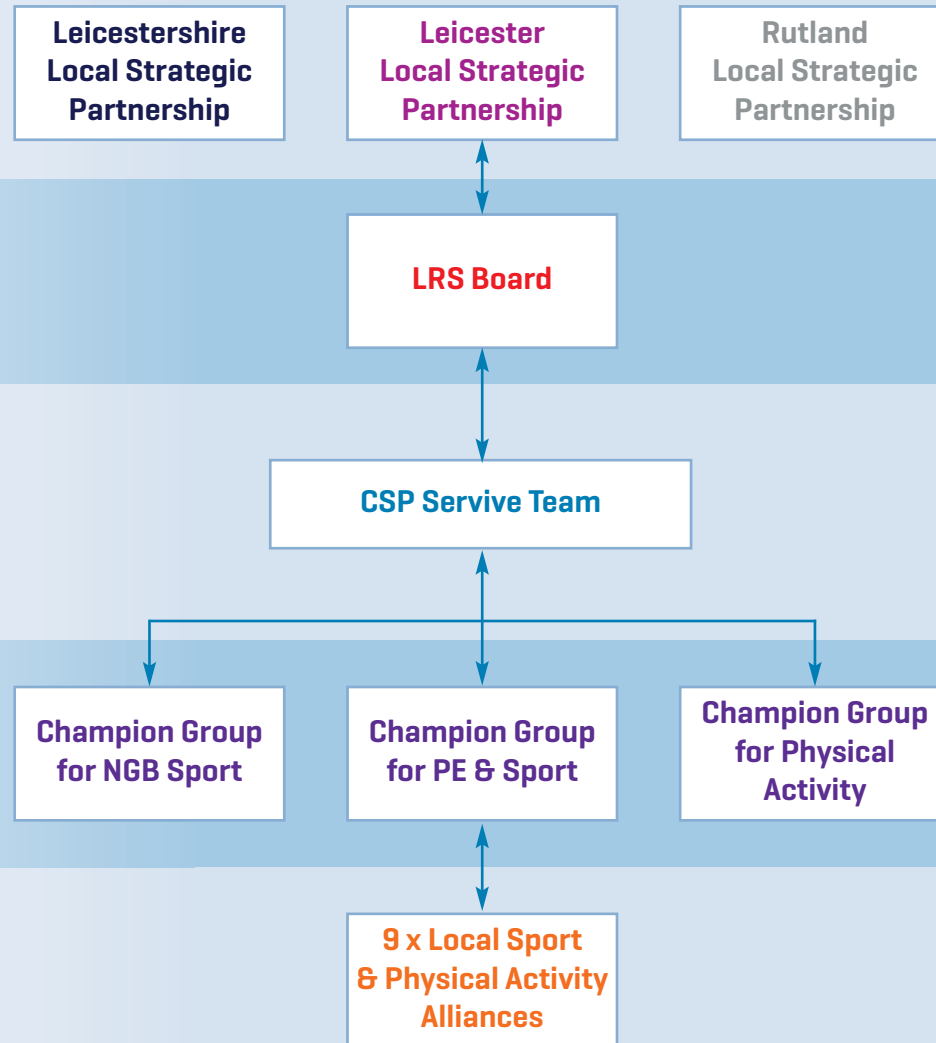 Leicestershire
Local Strategic
Partnership
Leicester
Local Strategic
Partnership
Rutland
Local Strategic
Partnership
LRS Board
CSP Servive Team
Champion Group
for NGB Sport
Champion Group
for PE & Sport
Champion Group
for Physical
Activity
9 x Local Sport
& Physical Activity
Alliances